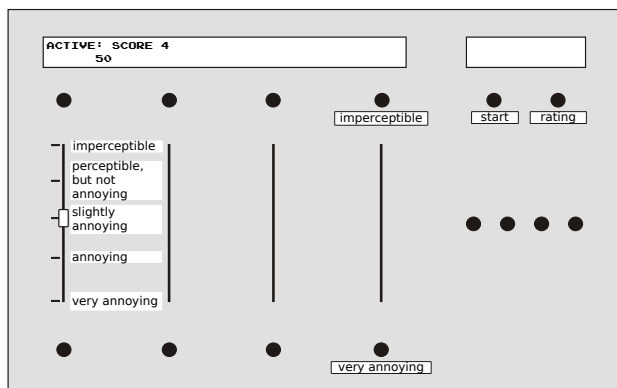 ACTIVE: SCORE 4
50
imperceptible
start
rating
imperceptible
perceptible,
but not
annoying
slightly
annoying
annoying
very annoying
very annoying